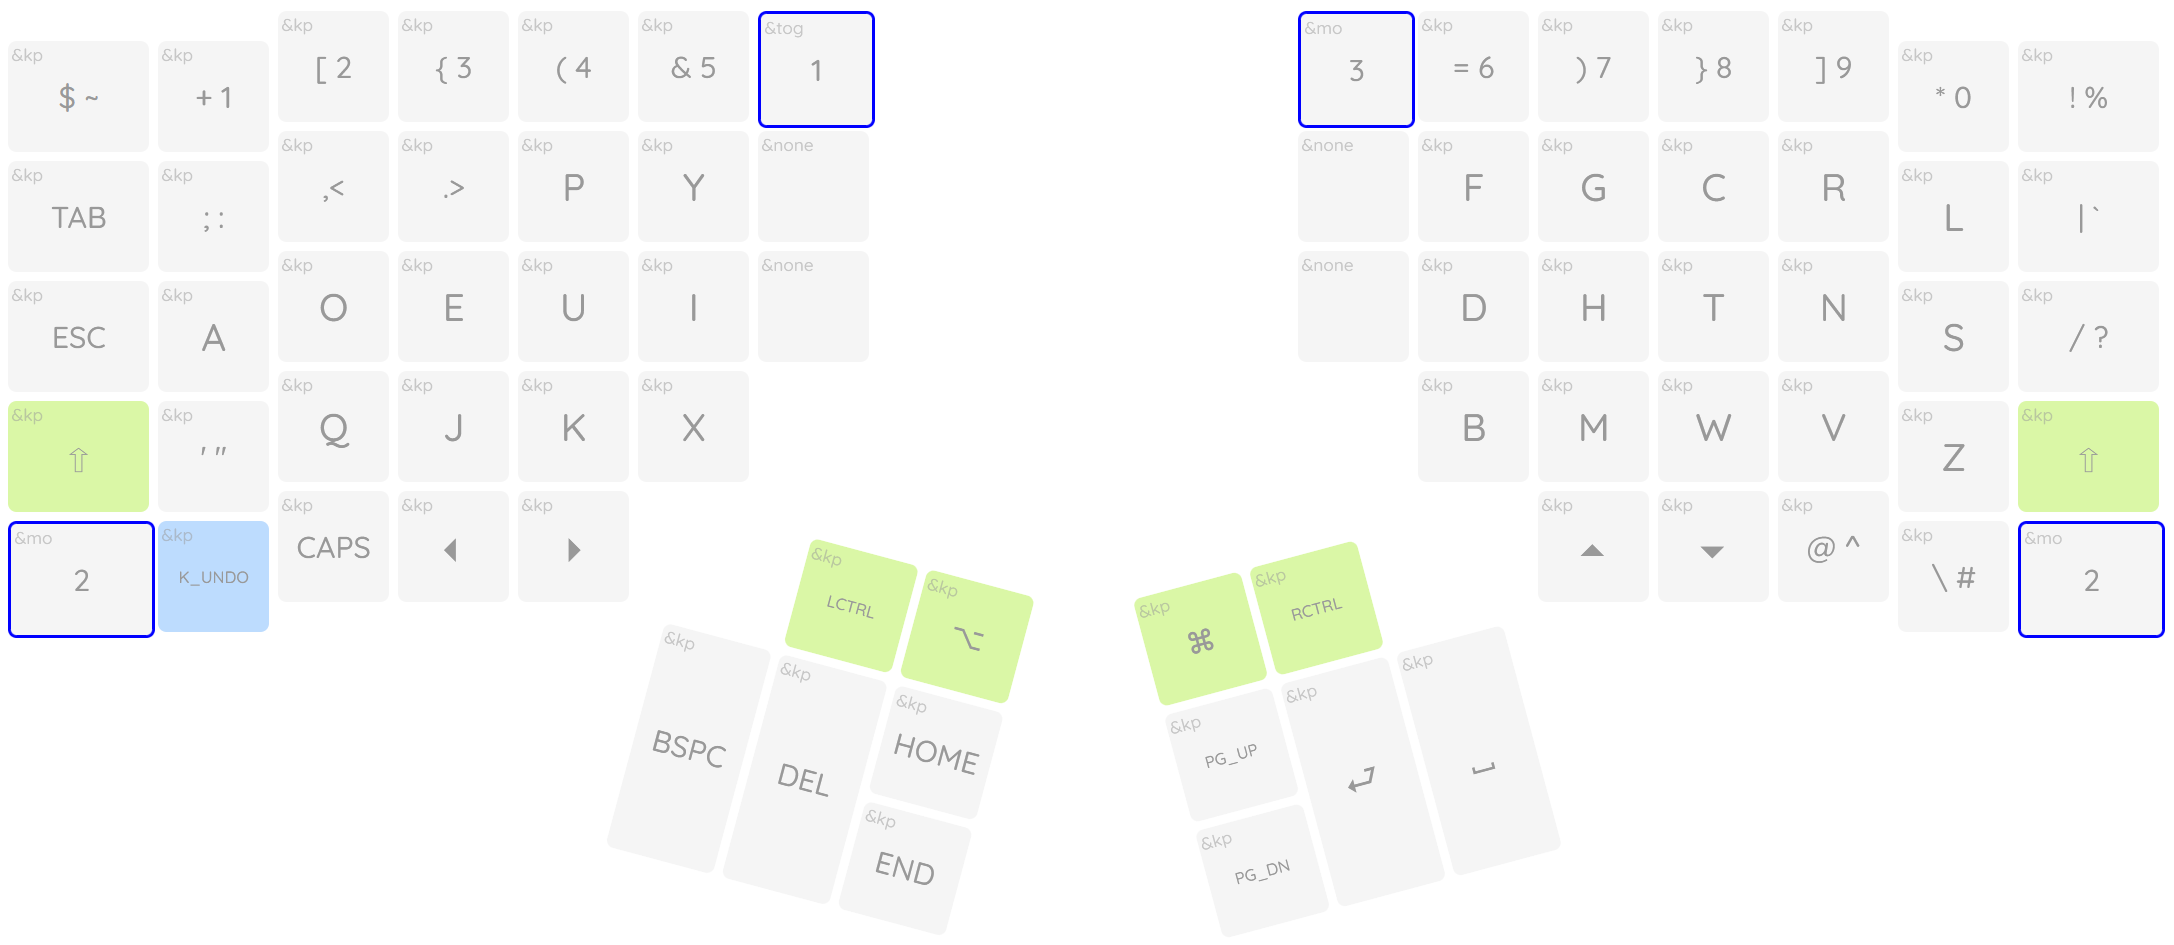 &kp &kp &kp &kp &kp &kp &tog
$ ~ + 1 [ 2 { 3 ( 4 & 5 1
&mo &kp &kp &kp &kp &kp &kp
3 = 6 ) 7 } 8 ] 9 * 0 ! %
&kp &kp &kp &kp &kp &kp &none
TAB ; : ,< .> P Y
&none &kp &kp &kp &kp &kp &kp
F G C R L | `
&kp &kp &kp &kp &kp &kp &none
ESC A O E U I
&none &kp &kp &kp &kp &kp &kp
D H T N S / ?
&kp &kp &kp &kp &kp &kp
⇧ ' " Q J K X
&kp &kp &kp &kp &kp &kp
B M W V Z ⇧
&mo &kp &kp &kp &kp
2 K_UNDO CAPS ◀ ▶
&kp &kp &kp &kp &mo
▲ ▼ @ ^ \ # 2
&kp &kp
LCTRL ⌥
&kp &kp &kp
BSPC DEL HOME
&kp
END
&kp &kp
⌘ RCTRL
&kp &kp &kp
PG_UP ⏎ ⎵
&kp
PG_DN